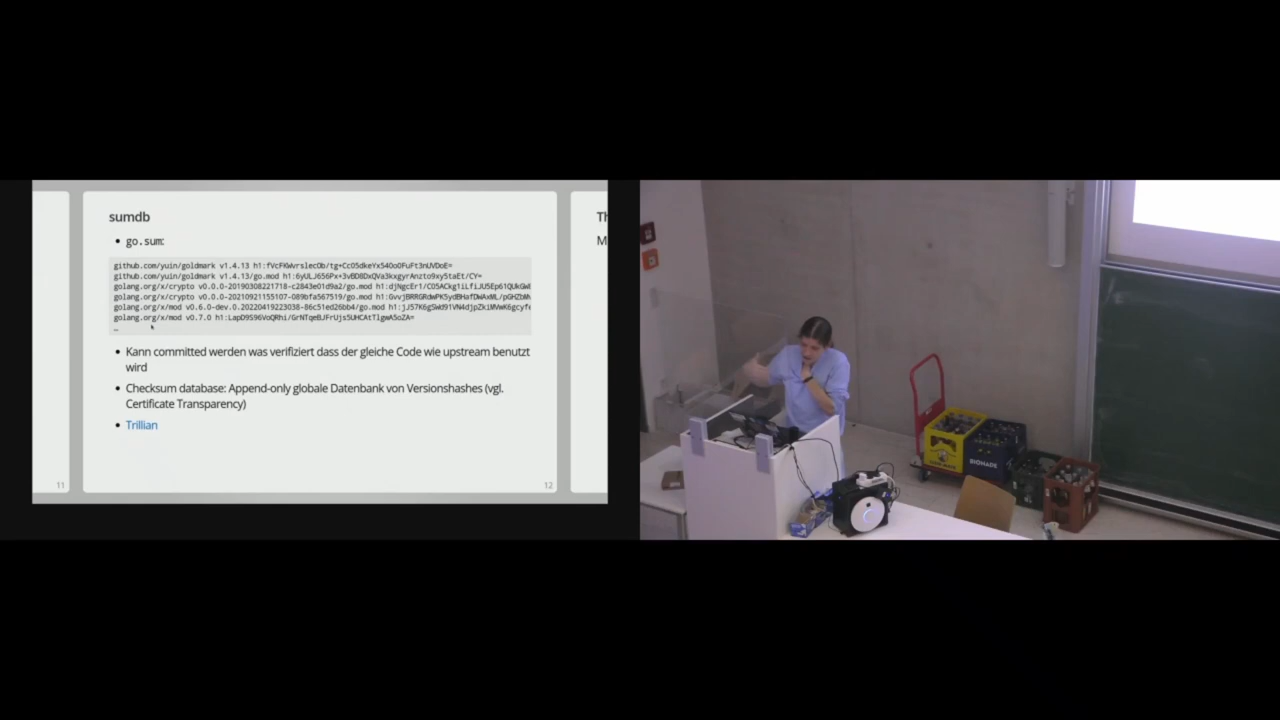 sumdb
Th
• go.sum:
M
github.com/yuin/goldmark v1.4.13 h1:fVcFKWvrslecOb/tg+Cc05dkeYx540o0FuFt3nUVDoE=
github.com/yuin/goldmark v1.4.13/go.mod h1:6yULJ656Px+3vBD8DxQVa3kxgyrAnzto9xy5taEt/CY=
golang.org/x/crypto v0.0.0-20190308221718-c2843e01d9a2/go.mod
golang.org/x/crypto v0.0.0-20210921155107-089bfa567519/go.mod
golang.org/x/mod v0.6.0-dev.0.20220419223038-86c51ed26bb4/go.mod
golang.org/x/mod v0.7.0 h1:LapD9S96VoQRhi/GrNTqeBJFrUjs5UHCAtTlgwA5oZA=
…
• Kann committed werden was verifiziert dass der gleiche Code wie upstream benutzt
wird
• Checksum database: Append-only globale Datenbank von Versionshashes (vgl.
Certificate Transparency)
• Trillian
11
12
BIONADE